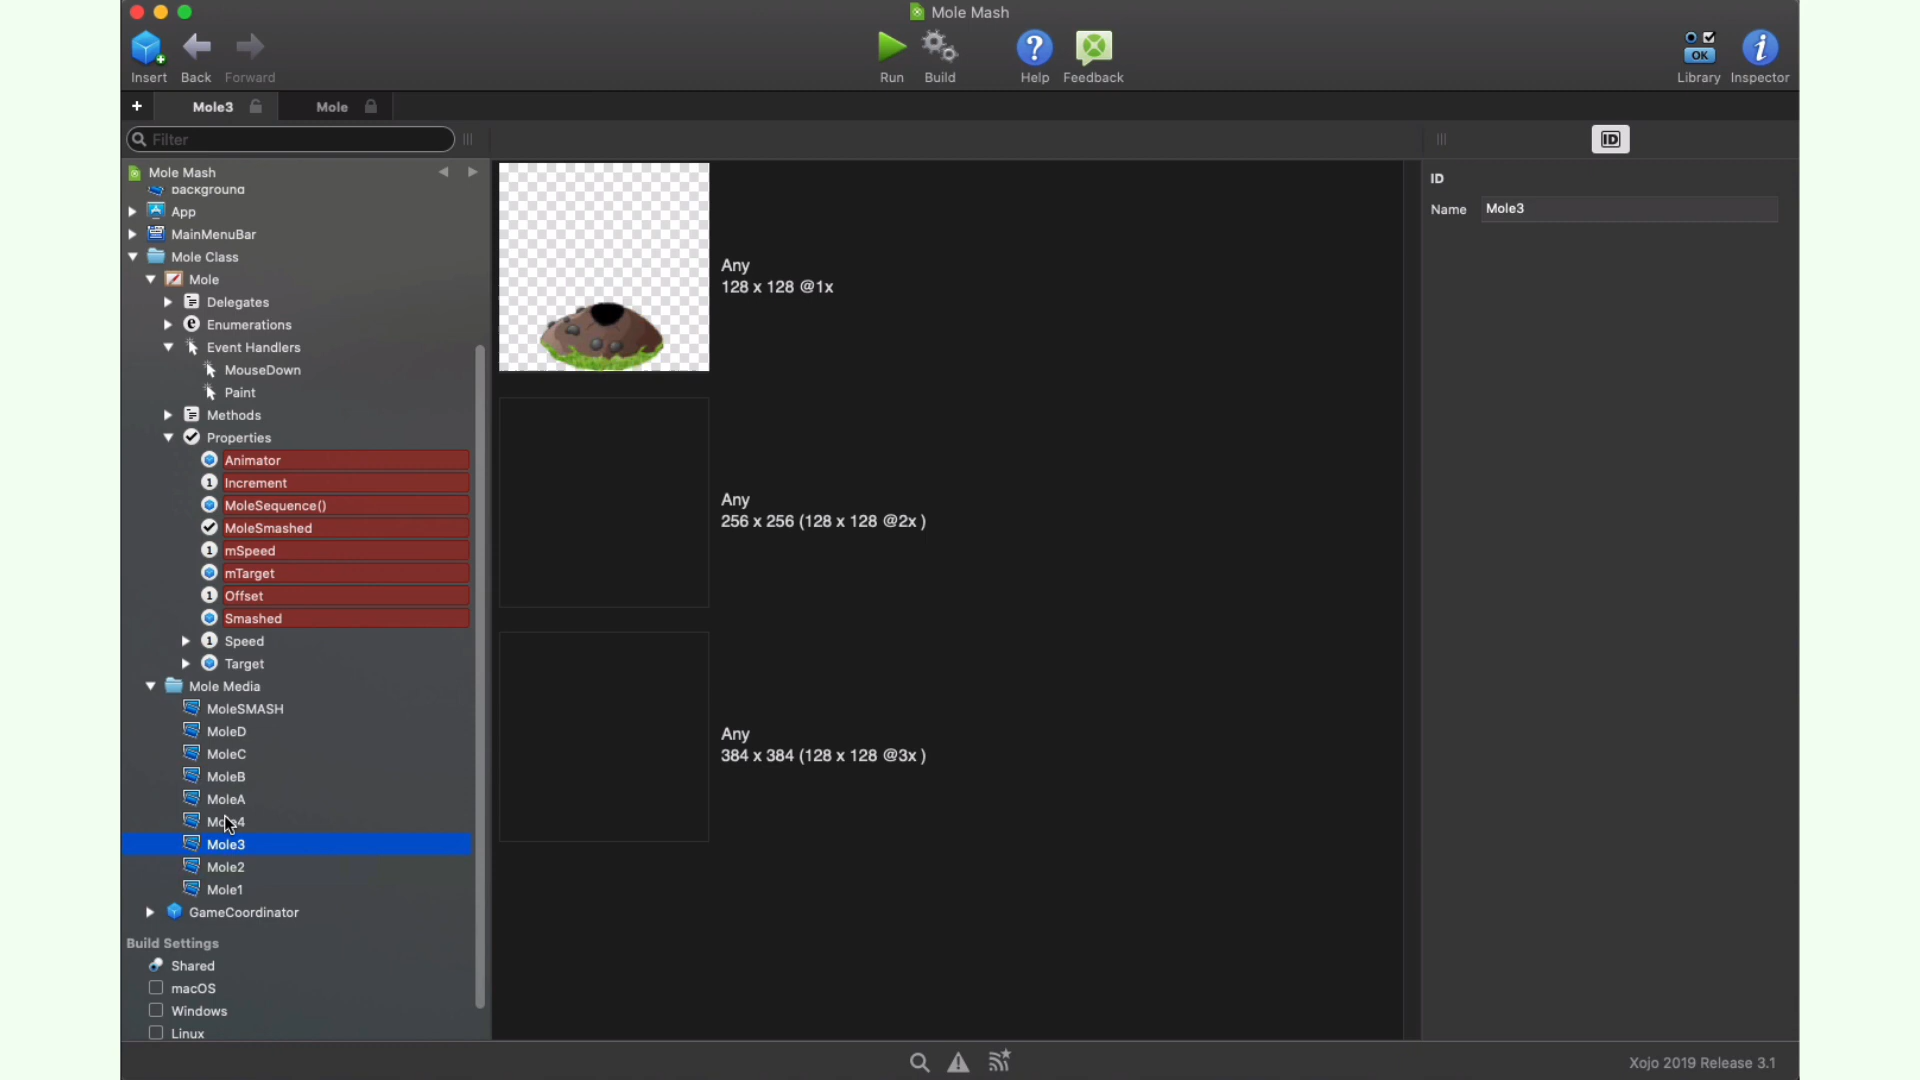 Mole Mash
Insert
Back
Forward
Run
Build
Help
Feedback
OK
Library
Inspector
+
Mole3
Mole
Filter
ID
Mole Mash
background
App
MainMenuBar
Mole Class
Mole
Delegates
Enumerations
Event Handlers
MouseDown
Paint
Methods
Properties
Animator
Increment
MoleSequence()
MoleSmashed
mSpeed
mTarget
Offset
Smashed
Speed
Target
Mole Media
MoleSMASH
MoleD
MoleC
MoleB
MoleA
Mole4
Mole3
Mole2
Mole1
GameCoordinator
Build Settings
Shared
macOS
Windows
Linux
Any
128 x 128 @1x
Any
256 x 256 (128 x 128 @2x )
Any
384 x 384 (128 x 128 @3x )
ID
Name Mole3
Xojo 2019 Release 3.1